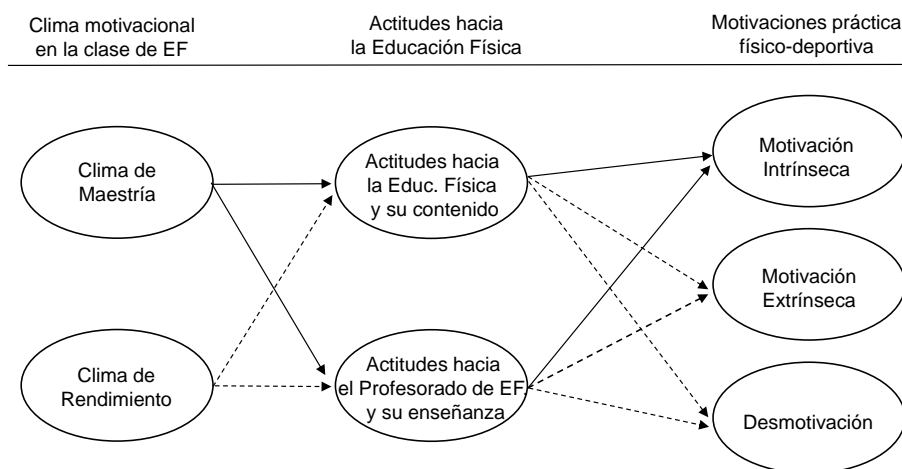 Clima motivacional
en la clase de EF
Actitudes hacia
la Educación Física
Motivaciones práctica
físico-deportiva
Clima de
Maestría
Actitudes hacia
la Educ. Física
y su contenido
Motivación
Intrínseca
Motivación
Extrínseca
Clima de
Rendimiento
Actitudes hacia
el Profesorado de EF
y su enseñanza
Desmotivación